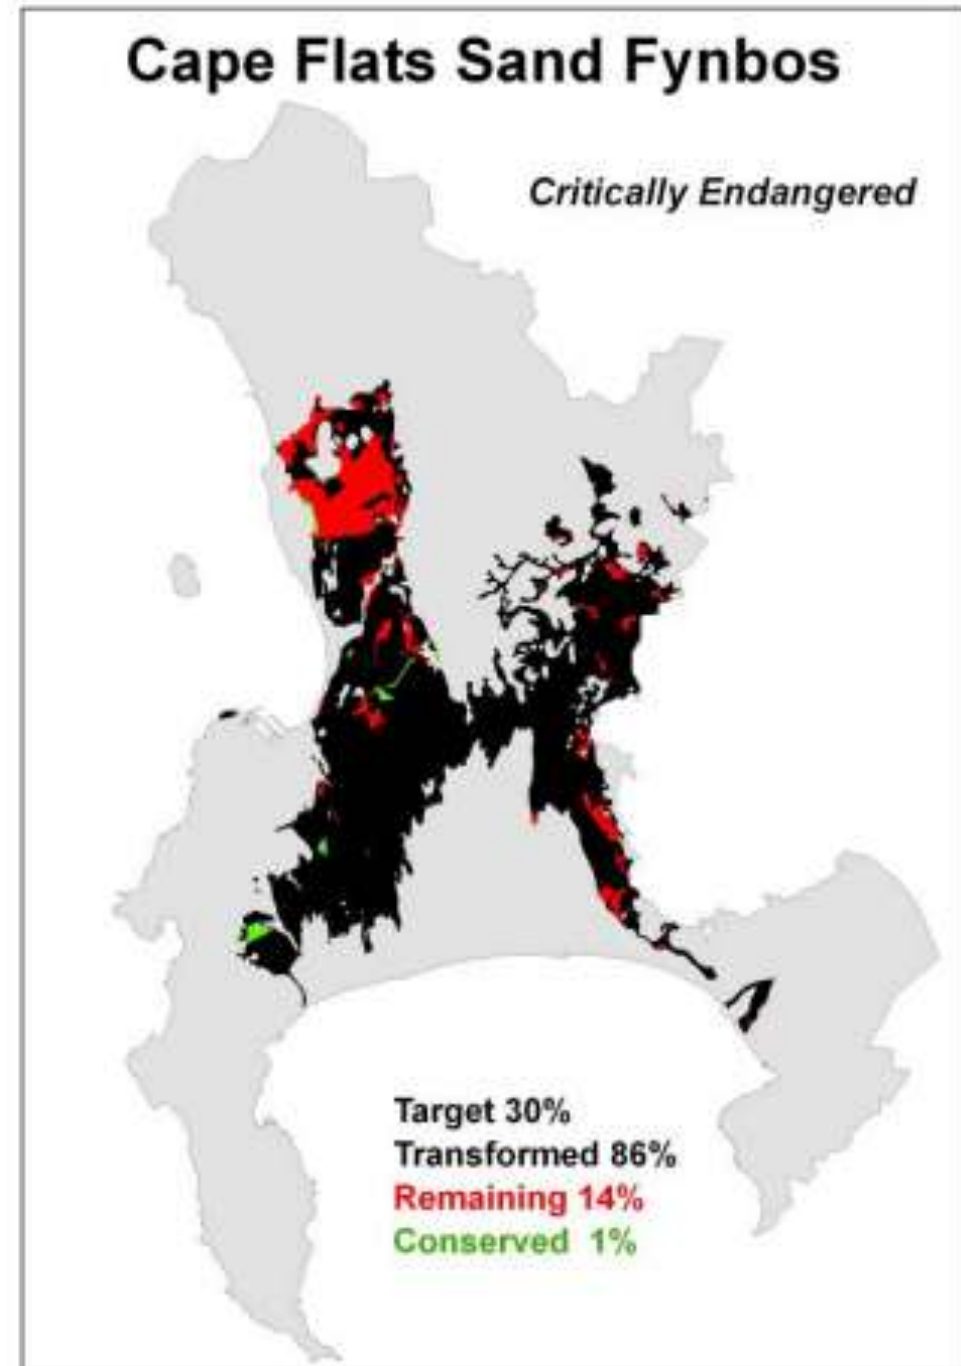 Cape Flats Sand Fynbos
Critically Endangered
Target 30%
Transformed 86%
Remaining 14%
Conserved 1%